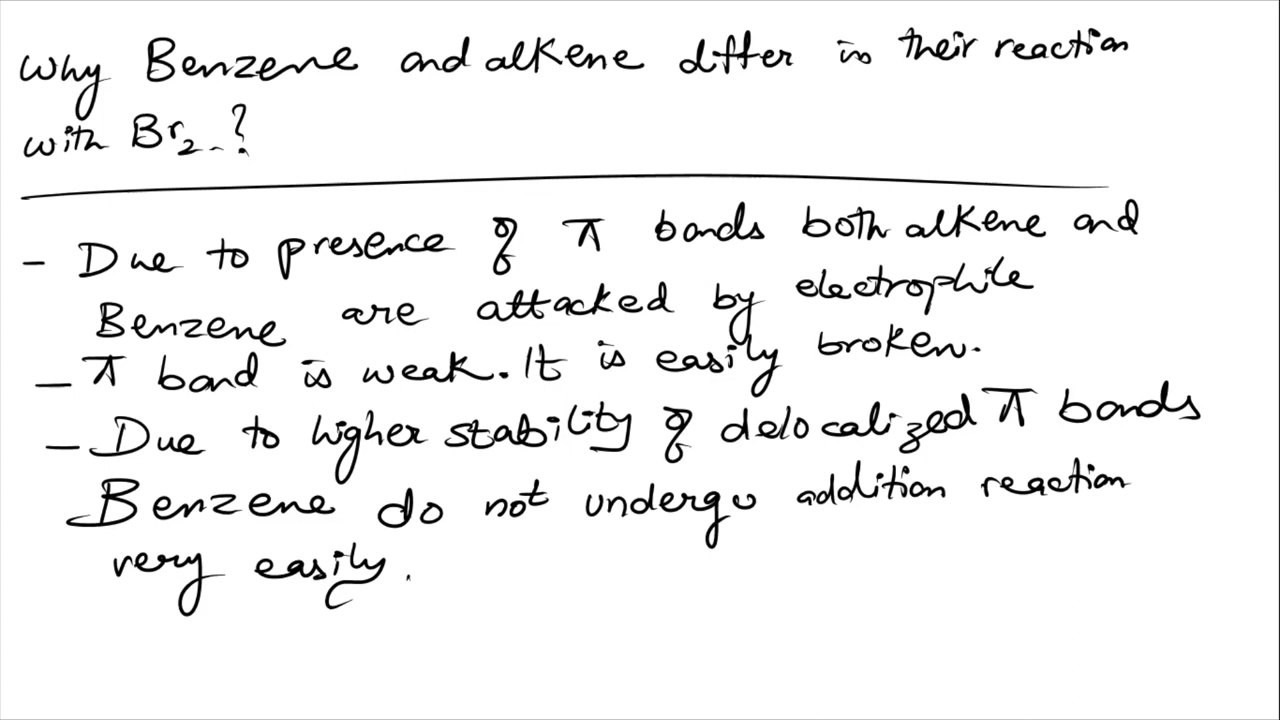 Why Benzene and alkene differ in their reaction
with Br2.?
- Due to presence of π bonds both alkene and
Benzene are attacked by electrophile
- π bond is weak. It is easily broken.
- Due to higher stability of delocalized π bonds
Benzene do not undergo addition reaction
very easily.